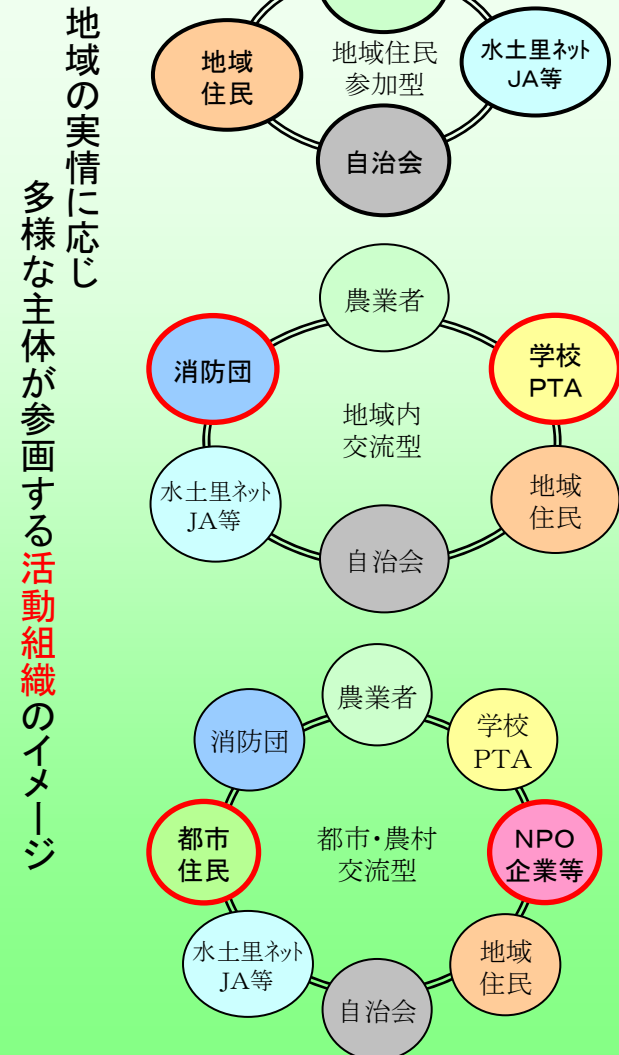 地域の実情に応じ
多様な主体が参画する活動組織のイメージ
地域
住民
地域住民
参加型
水土里ネット
JA等
自治会
農業者
消防団
学校
PTA
地域内
交流型
水土里ネット
JA等
地域
住民
自治会
農業者
消防団
学校
PTA
都市
住民
都市・農村
交流型
NPO
企業等
水土里ネット
JA等
地域
住民
自治会